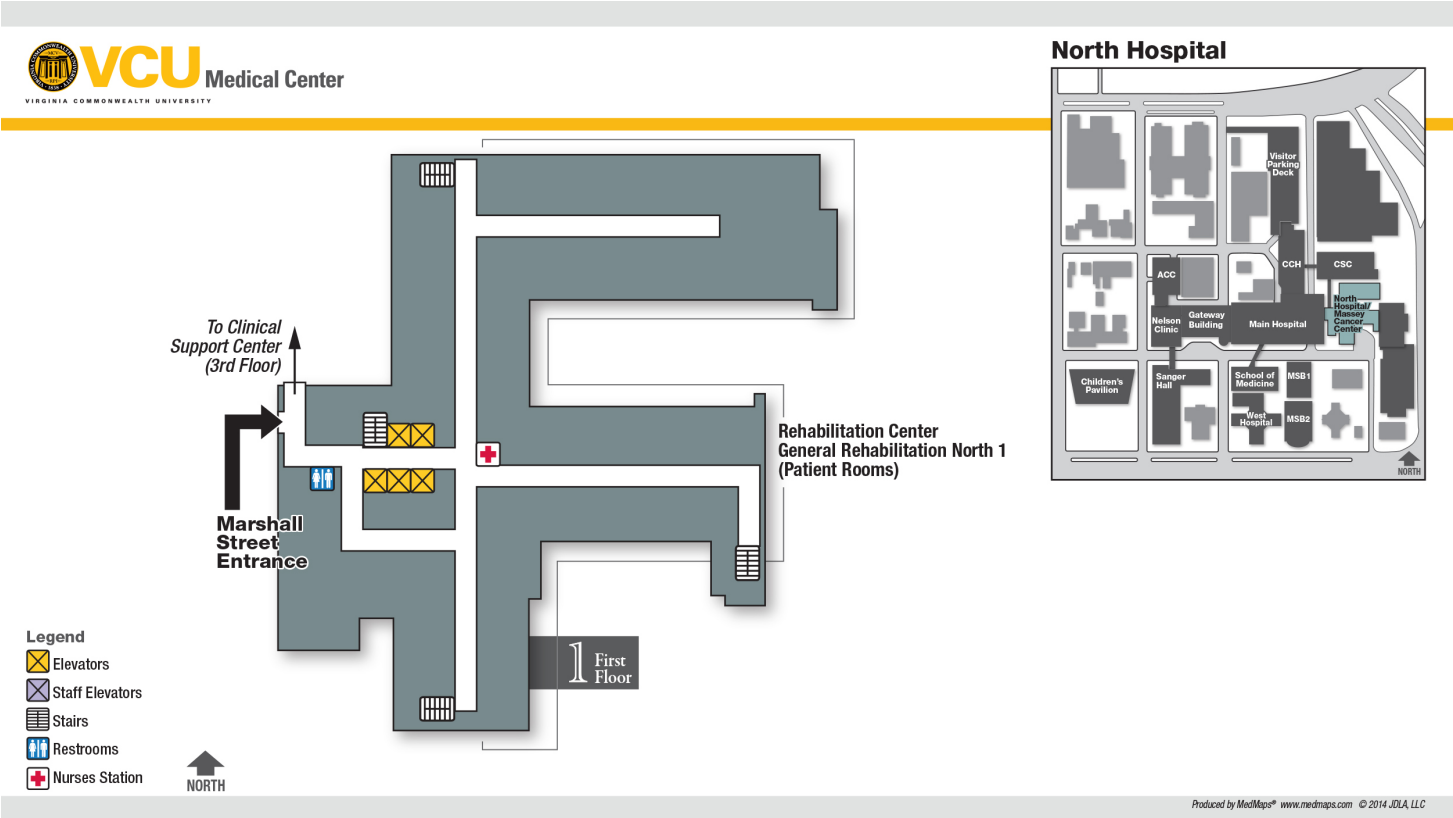 VCU Medical Center
VIRGINIA COMMONWEALTH UNIVERSITY
North Hospital
Visitor
Parking
Deck
CCH
CSC
ACC
North
Hospital/
Massey
Cancer
Center
Nelson
Clinic
Gateway
Building
Main Hospital
Children's
Pavilion
Sanger
Hall
School of
Medicine
MSB1
West
Hospital
MSB2
NORTH
To Clinical
Support Center
(3rd Floor)
Rehabilitation Center
General Rehabilitation North 1
(Patient Rooms)
Marshall
Street
Entrance
1 First
Floor
Legend
Elevators
Staff Elevators
Stairs
Restrooms
Nurses Station
NORTH
Produced by MedMaps® www.medmaps.com © 2014 JDLA, LLC